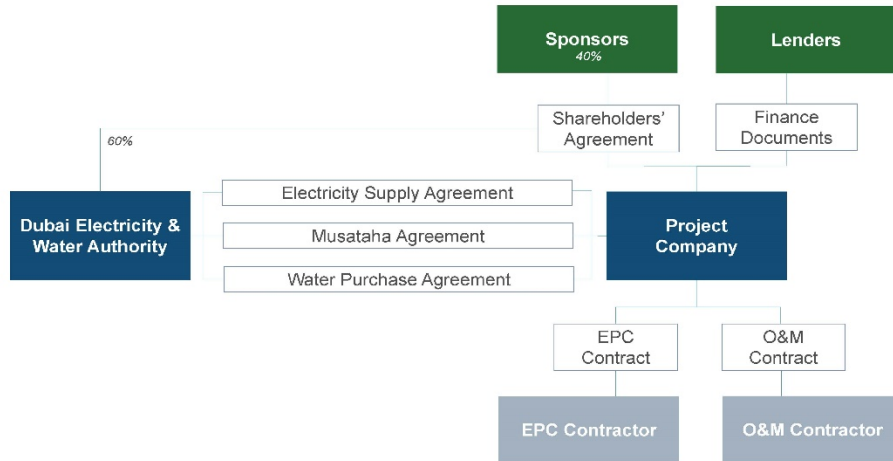 Sponsors
40%
Lenders
Shareholders'
Agreement
Finance
Documents
60%
Dubai Electricity &
Water Authority
Electricity Supply Agreement
Musataha Agreement
Water Purchase Agreement
Project
Company
EPC
Contract
O&M
Contract
EPC Contractor
O&M Contractor